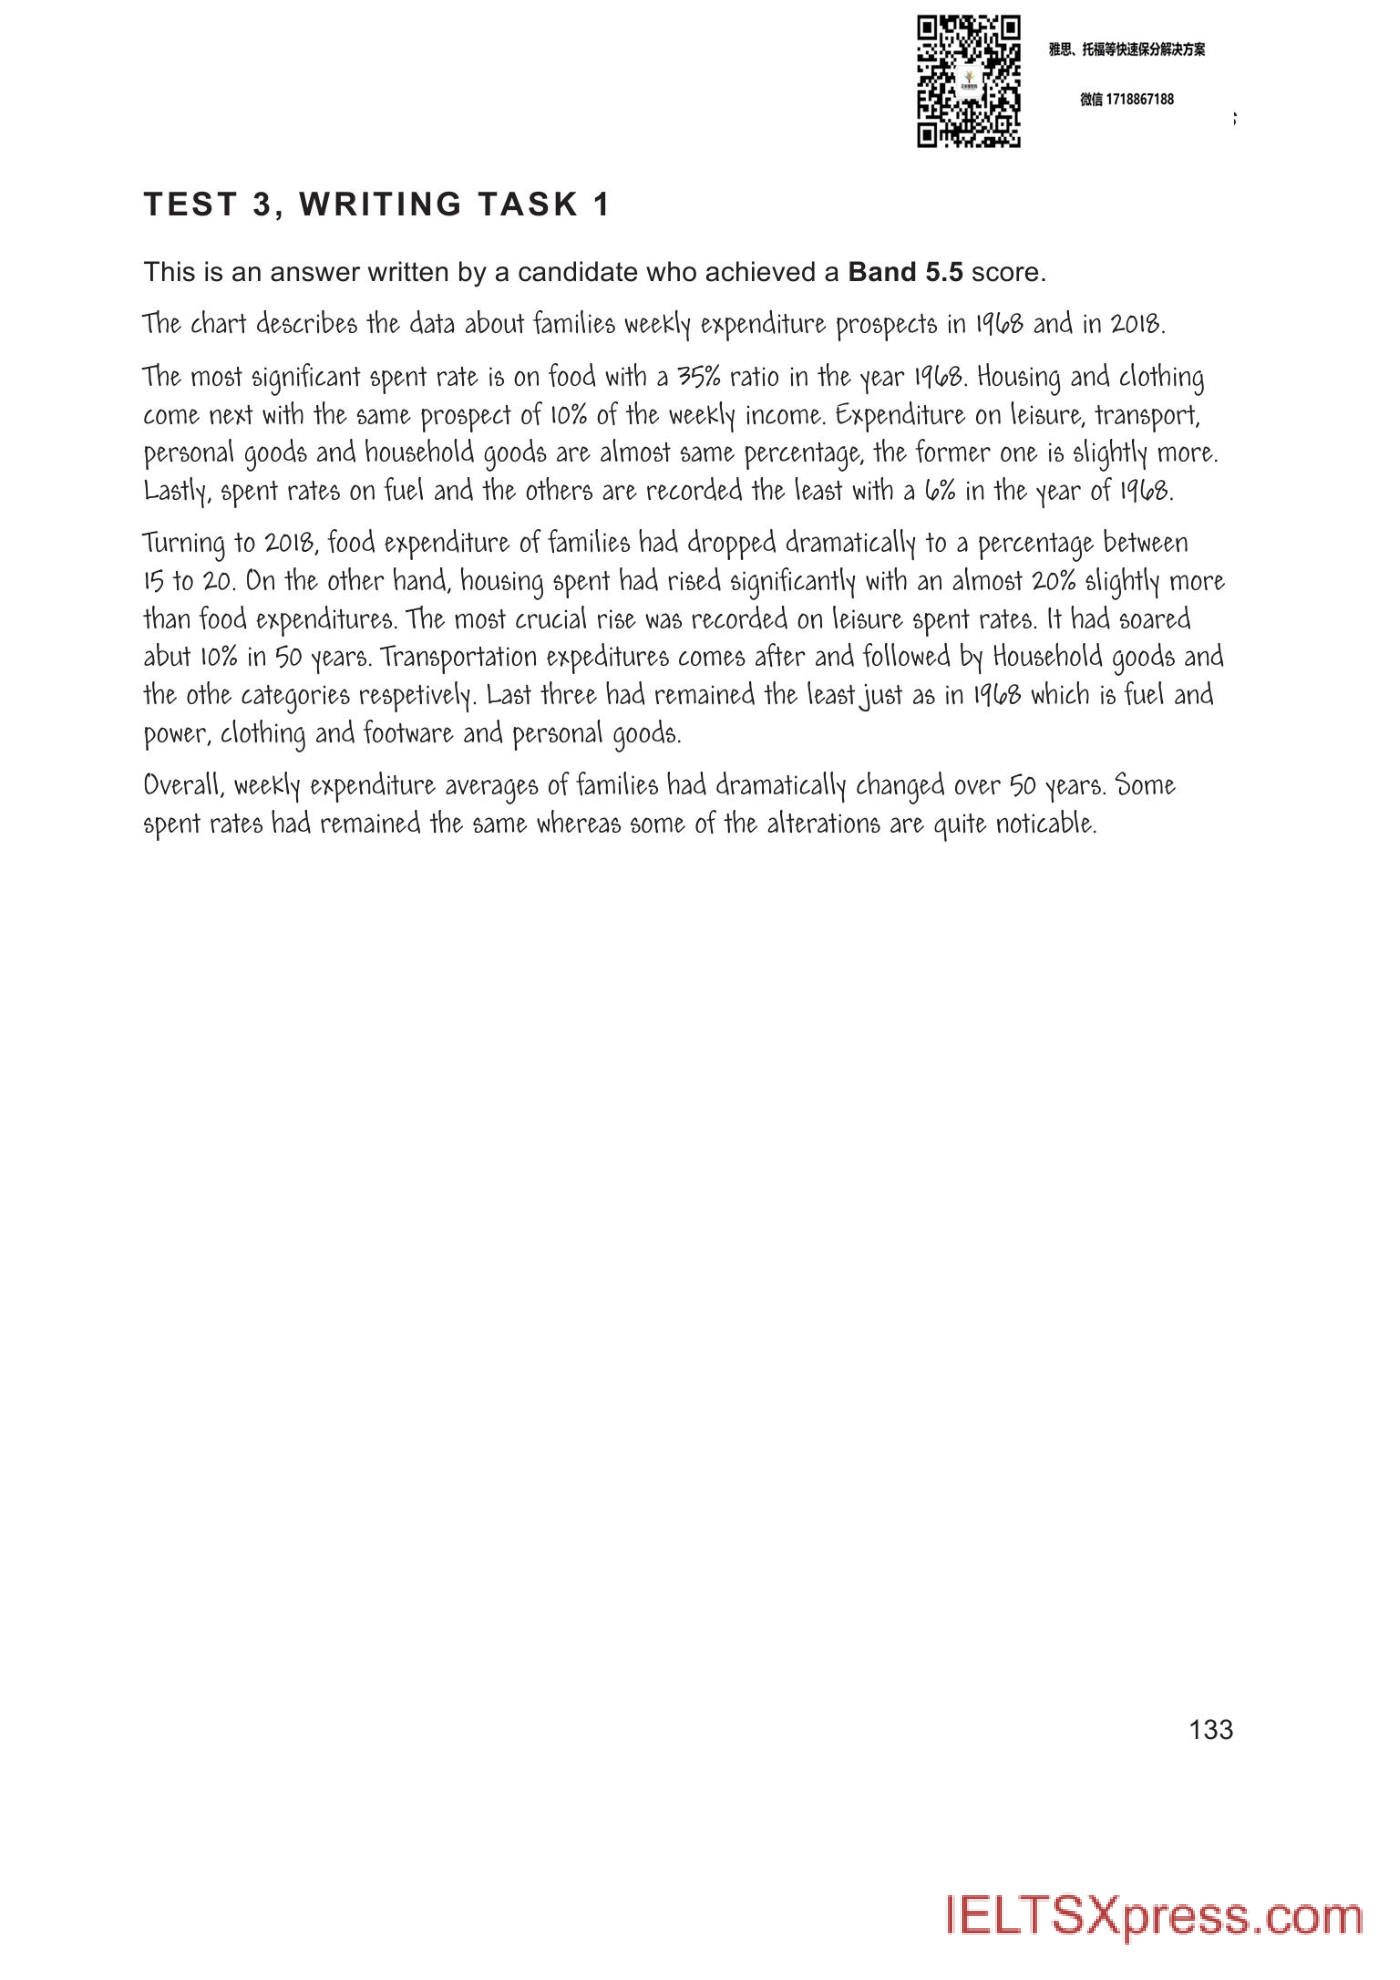 雅思、托福等快速保分解决方案
微信 1718867188
TEST 3, WRITING TASK 1
This is an answer written by a candidate who achieved a Band 5.5 score.
The chart describes the data about families weekly expenditure prospects in 1968 and in 2018.
The most significant spent rate is on food with a 35% ratio in the year 1968. Housing and clothing
come next with the same prospect of 10% of the weekly income. Expenditure on leisure, transport,
personal goods and household goods are almost same percentage, the former one is slightly more.
Lastly, spent rates on fuel and the others are recorded the least with a 6% in the year of 1968.
Turning to 2018, food expenditure of families had dropped dramatically to a percentage between
15 to 20. On the other hand, housing spent had rised significantly with an almost 20% slightly more
than food expenditures. The most crucial rise was recorded on leisure spent rates. It had soared
abut 10% in 50 years. Transportation expeditures comes after and followed by Household goods and
the othe categories respetively. Last three had remained the least just as in 1968 which is fuel and
power, clothing and footware and personal goods.
Overall, weekly expenditure averages of families had dramatically changed over 50 years. Some
spent rates had remained the same whereas some of the alterations are quite noticable.
133
IELTSXpress.com